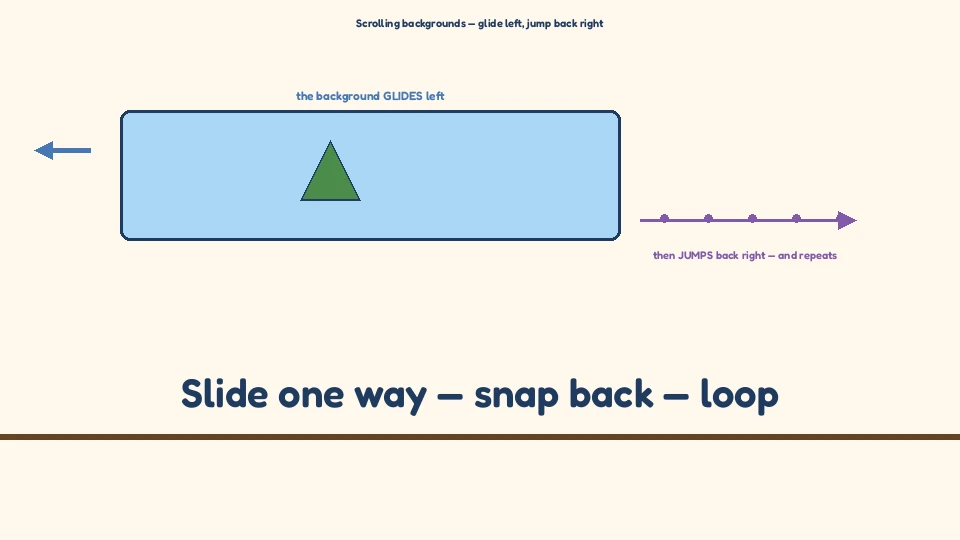 Scrolling backgrounds — glide left, jump back right
the background GLIDES left
then JUMPS back right — and repeats
Slide one way — snap back — loop